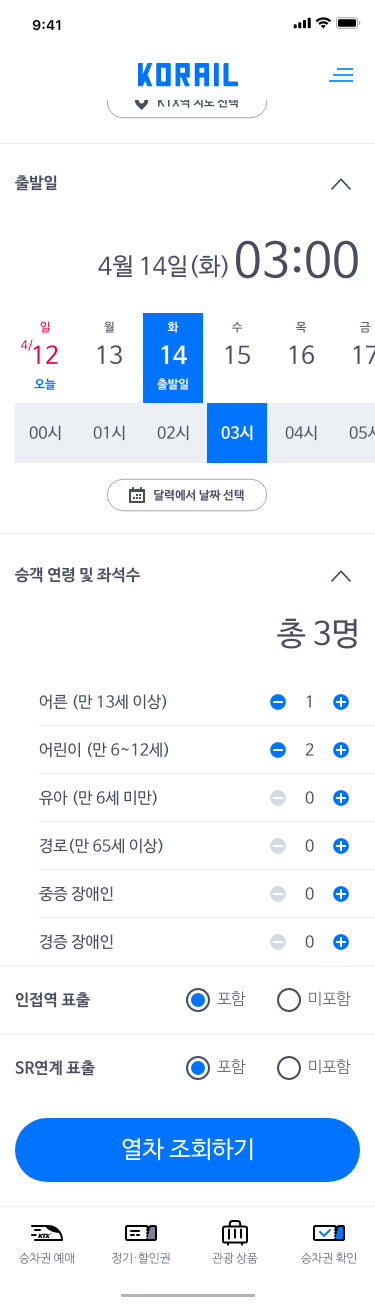 9:41
KORAIL
KTX역 지도 선택
출발일
4월 14일(화) 03:00
일 월 화 수 목 금
4/12 13 14 15 16 17
오늘 출발일
00시 01시 02시 03시 04시 05시
달력에서 날짜 선택
승객 연령 및 좌석수
총 3명
어른 (만 13세 이상) 1
어린이 (만 6~12세) 2
유아 (만 6세 미만) 0
경로(만 65세 이상) 0
중증 장애인 0
경증 장애인 0
인접역 표출 포함 미포함
SR연계 표출 포함 미포함
열차 조회하기
KTX
승차권 예매 정기·할인권 관광 상품 승차권 확인